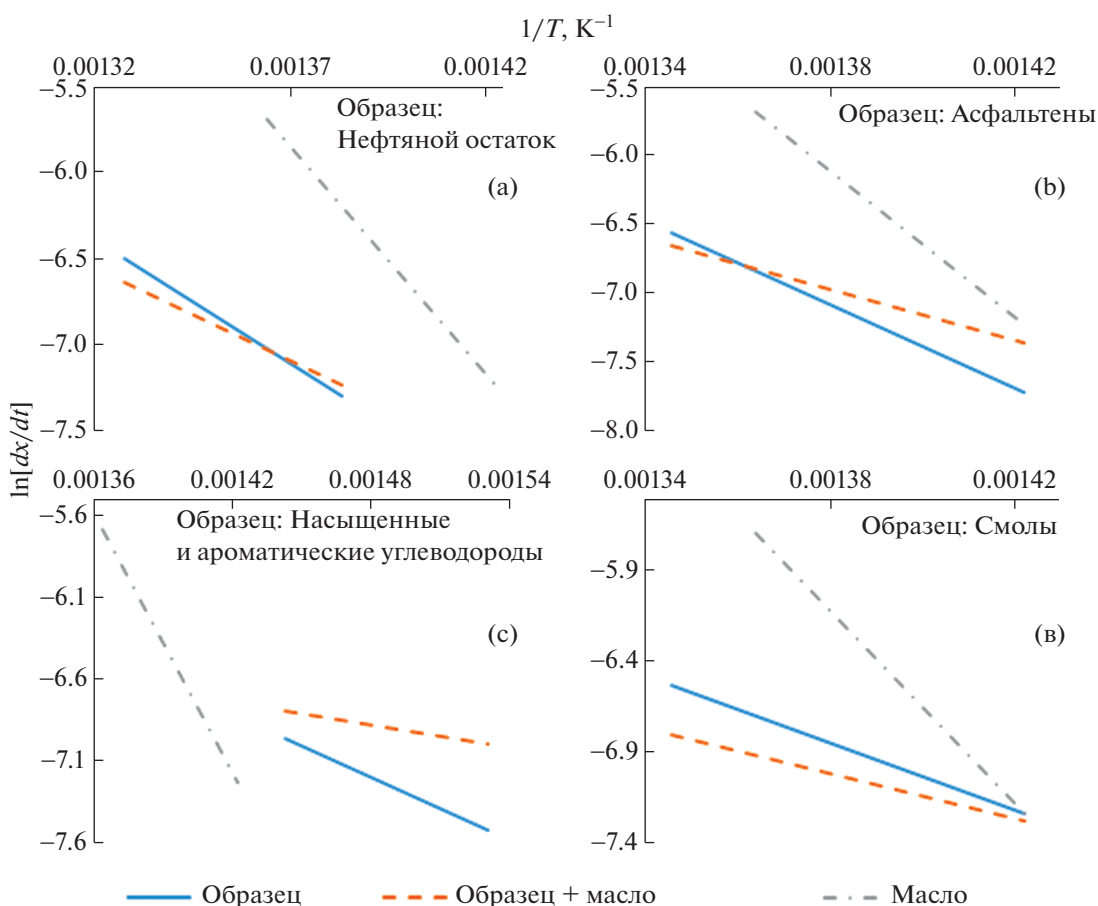 1/T, K⁻¹
0.00132 0.00137 0.00142
−5.5
−6.0
−6.5
−7.0
−7.5
Образец:
Нефтяной остаток
(a)
0.00134 0.00138 0.00142
−5.5
−6.0
−6.5
−7.0
−7.5
−8.0
Образец: Асфальтены
(b)
ln[dx/dt]
0.00136 0.00142 0.00148 0.00154
−5.6
−6.1
−6.6
−7.1
−7.6
Образец: Насыщенные
и ароматические углеводороды
(c)
0.00134 0.00138 0.00142
−5.9
−6.4
−6.9
−7.4
Образец: Смолы
(в)
Образец Образец + масло Масло